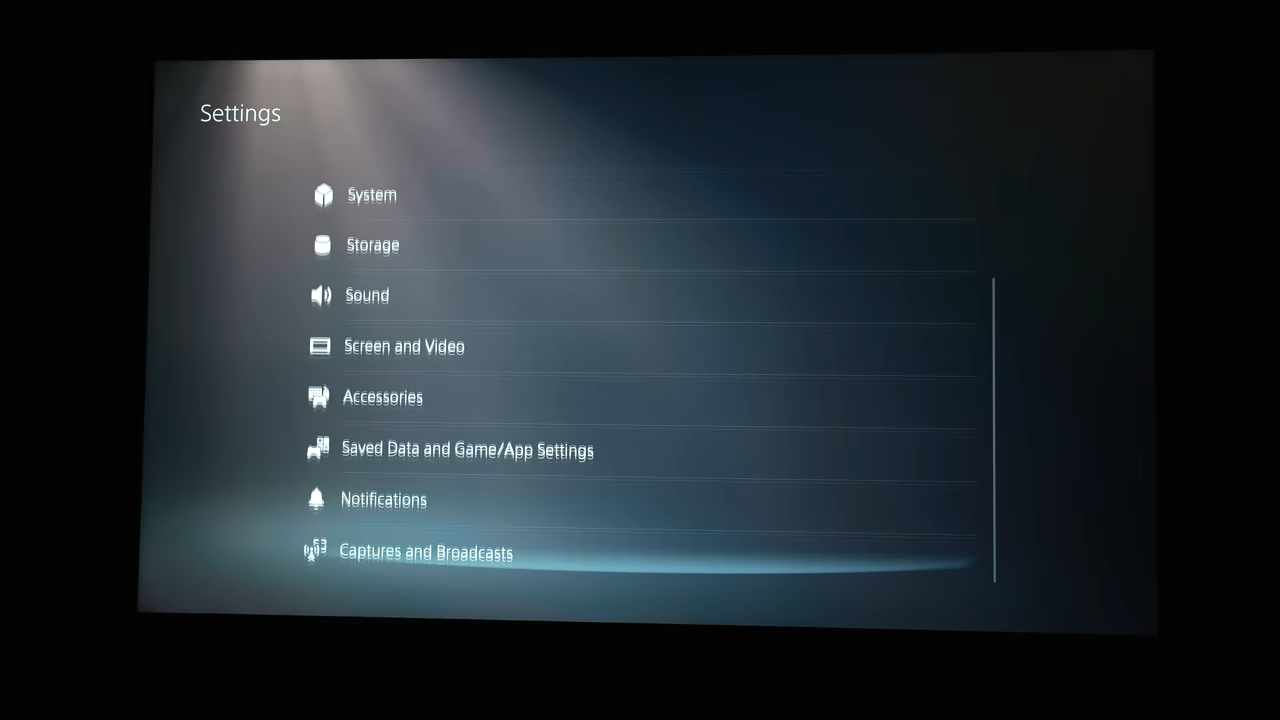 Settings
System
Storage
Sound
Screen and Video
Accessories
Saved Data and Game/App Settings
Notifications
Captures and Broadcasts